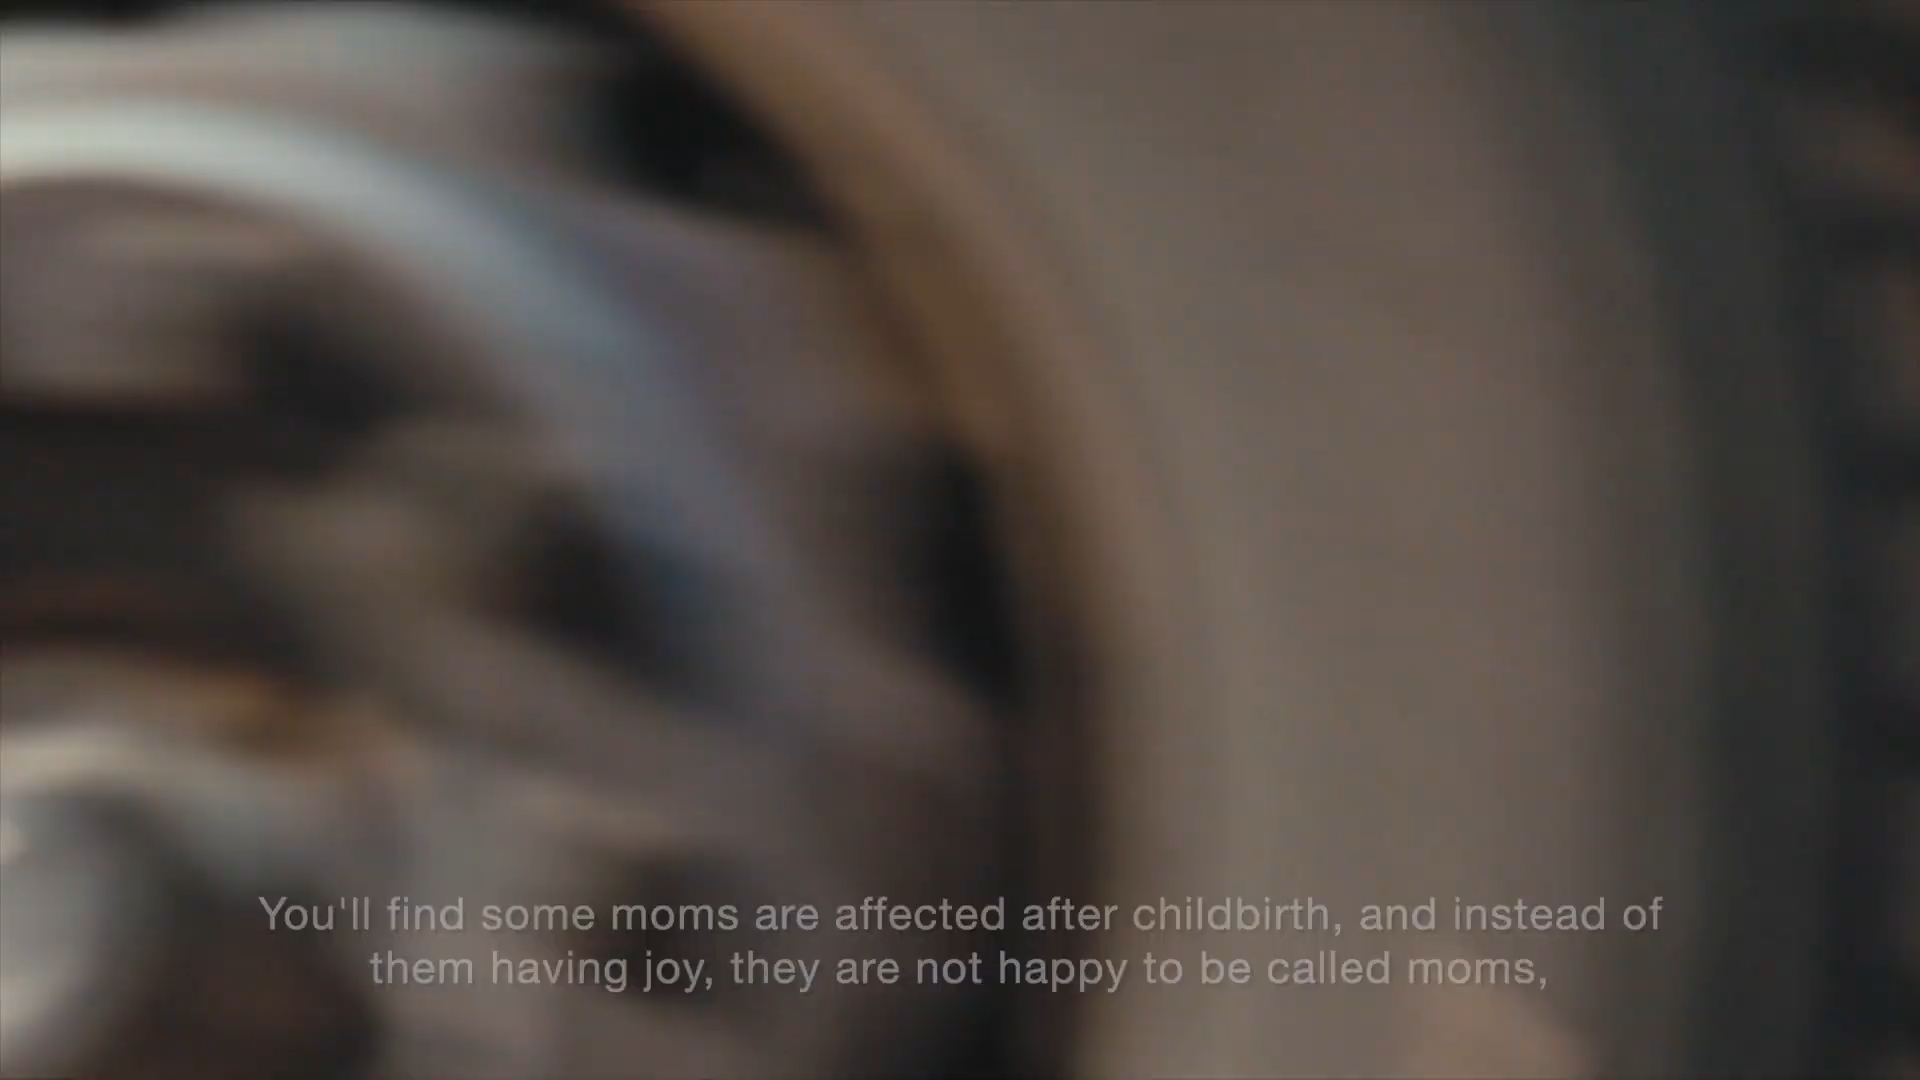 You'll find some moms are affected after childbirth, and instead of
them having joy, they are not happy to be called moms,